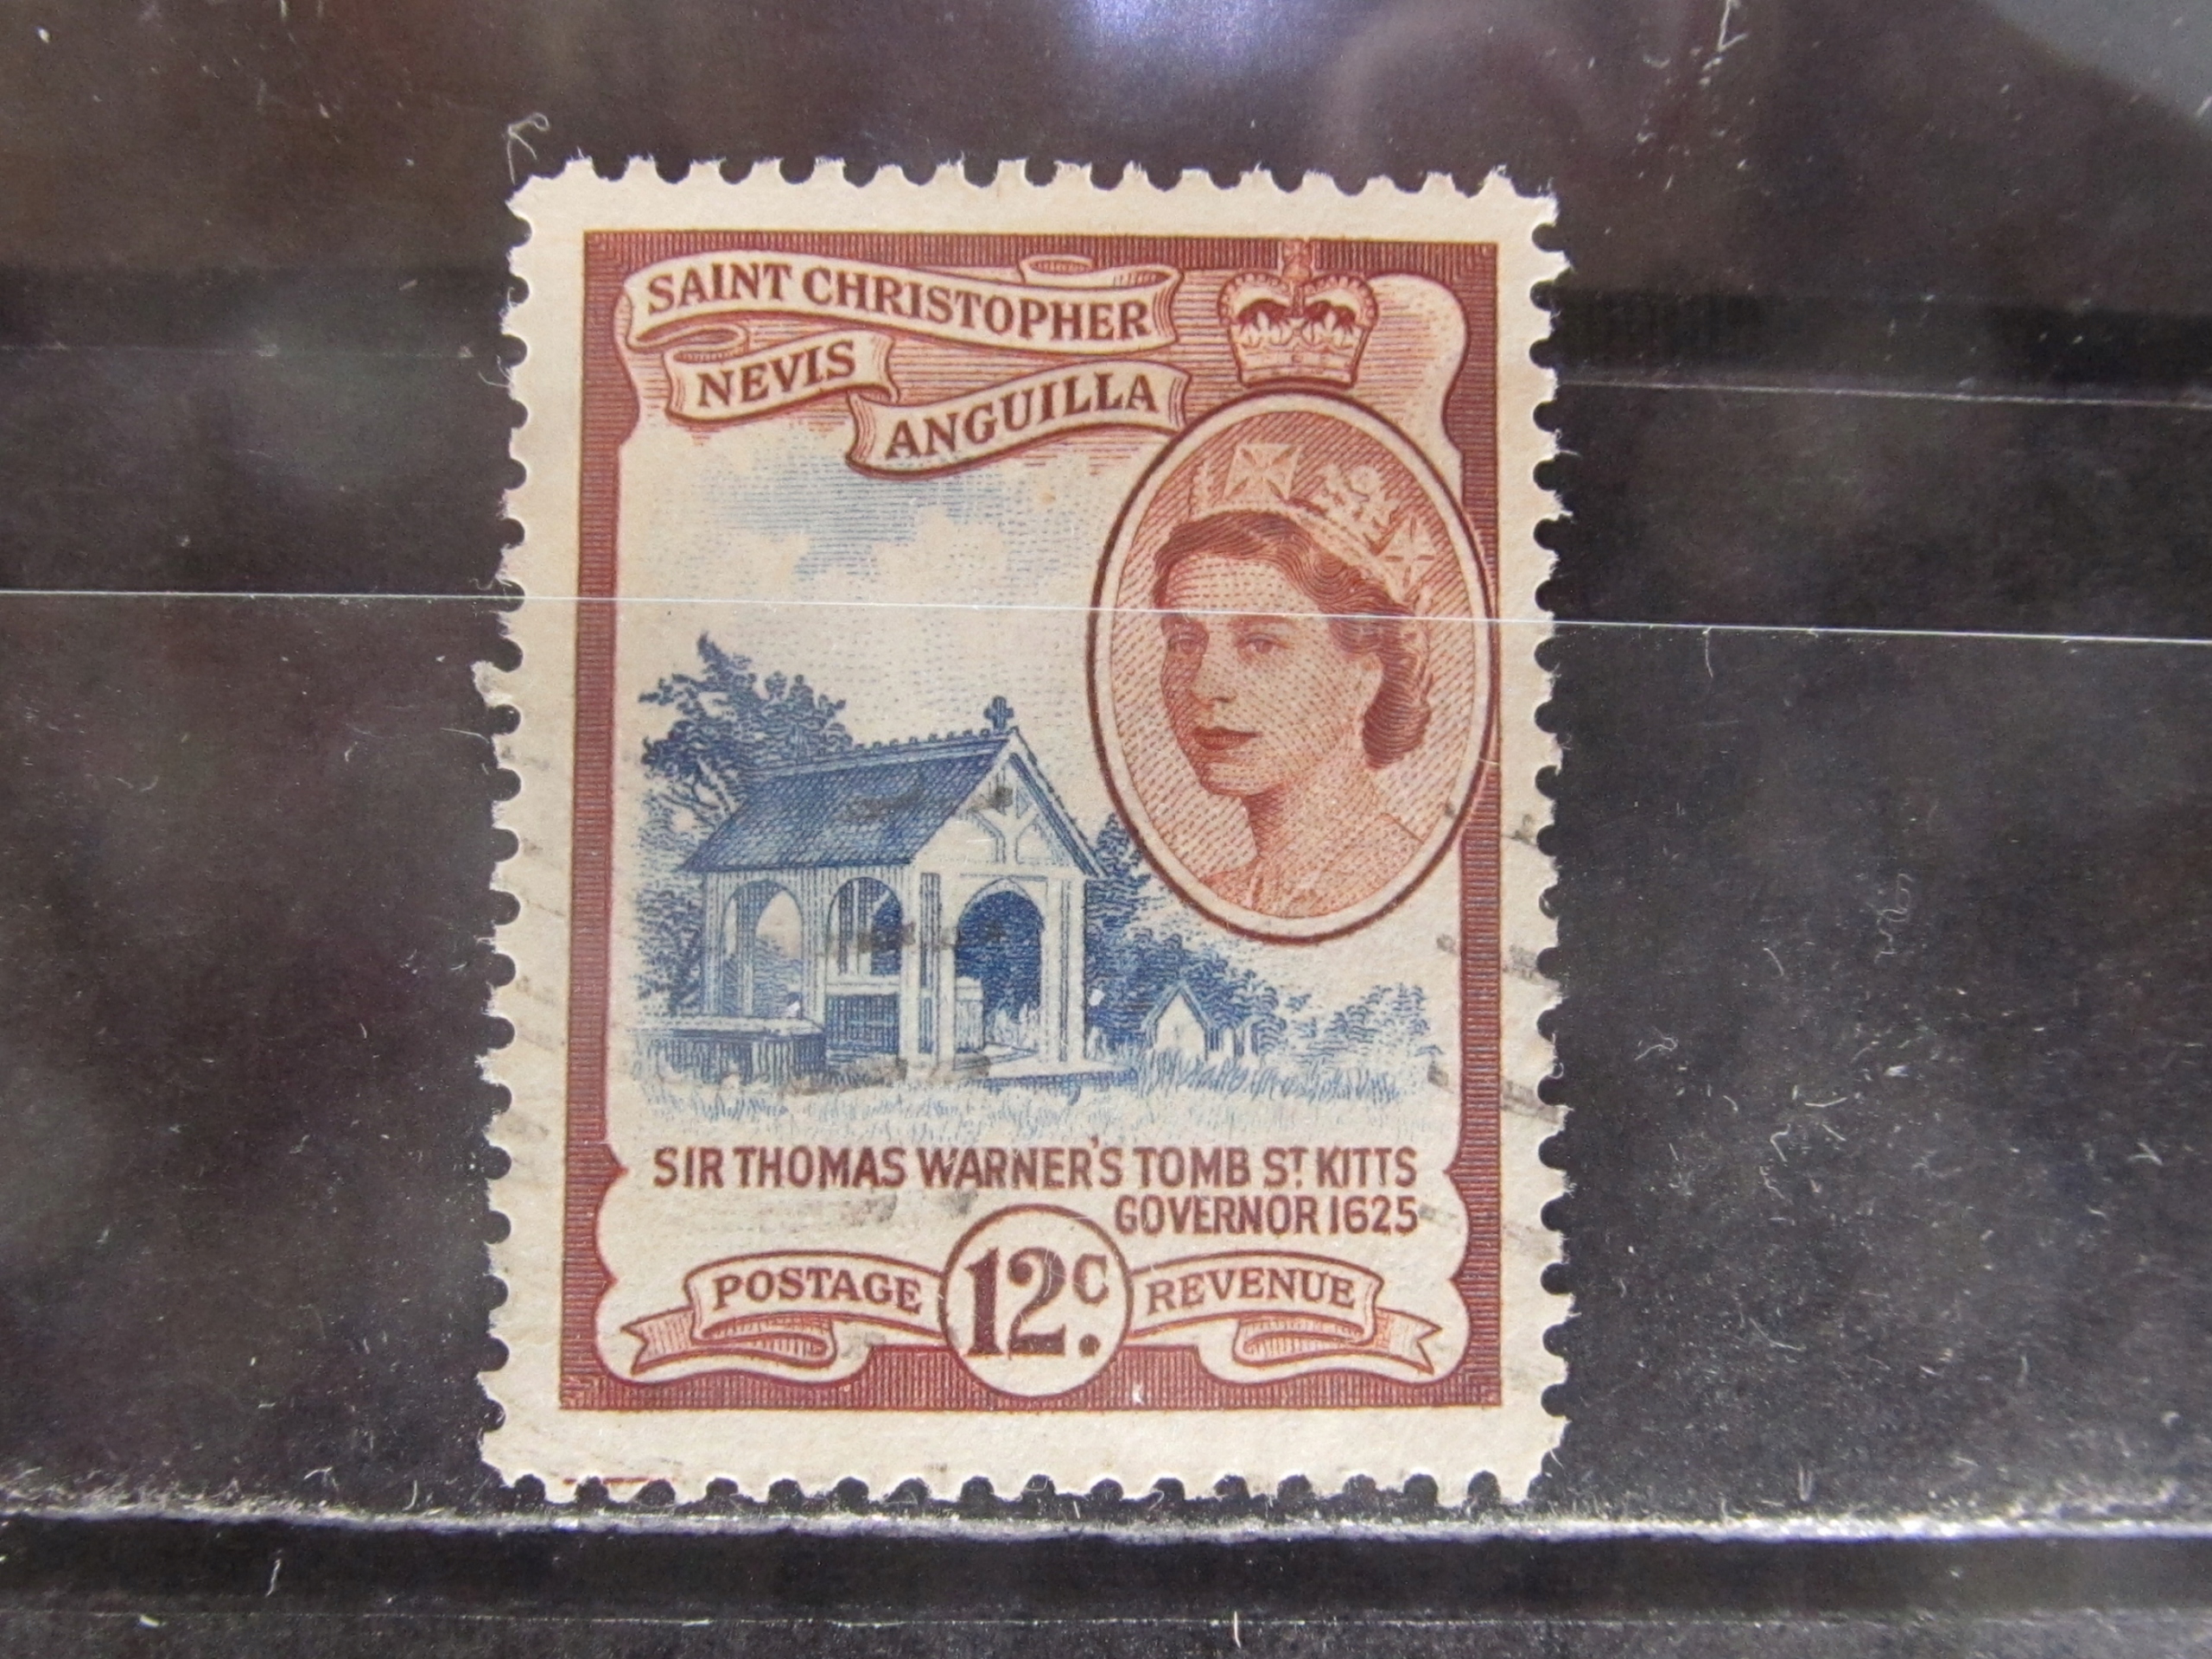 SAINT CHRISTOPHER
NEVIS
ANGUILLA
SIR THOMAS WARNER'S TOMB ST. KITTS
GOVERNOR 1625
POSTAGE 12c. REVENUE